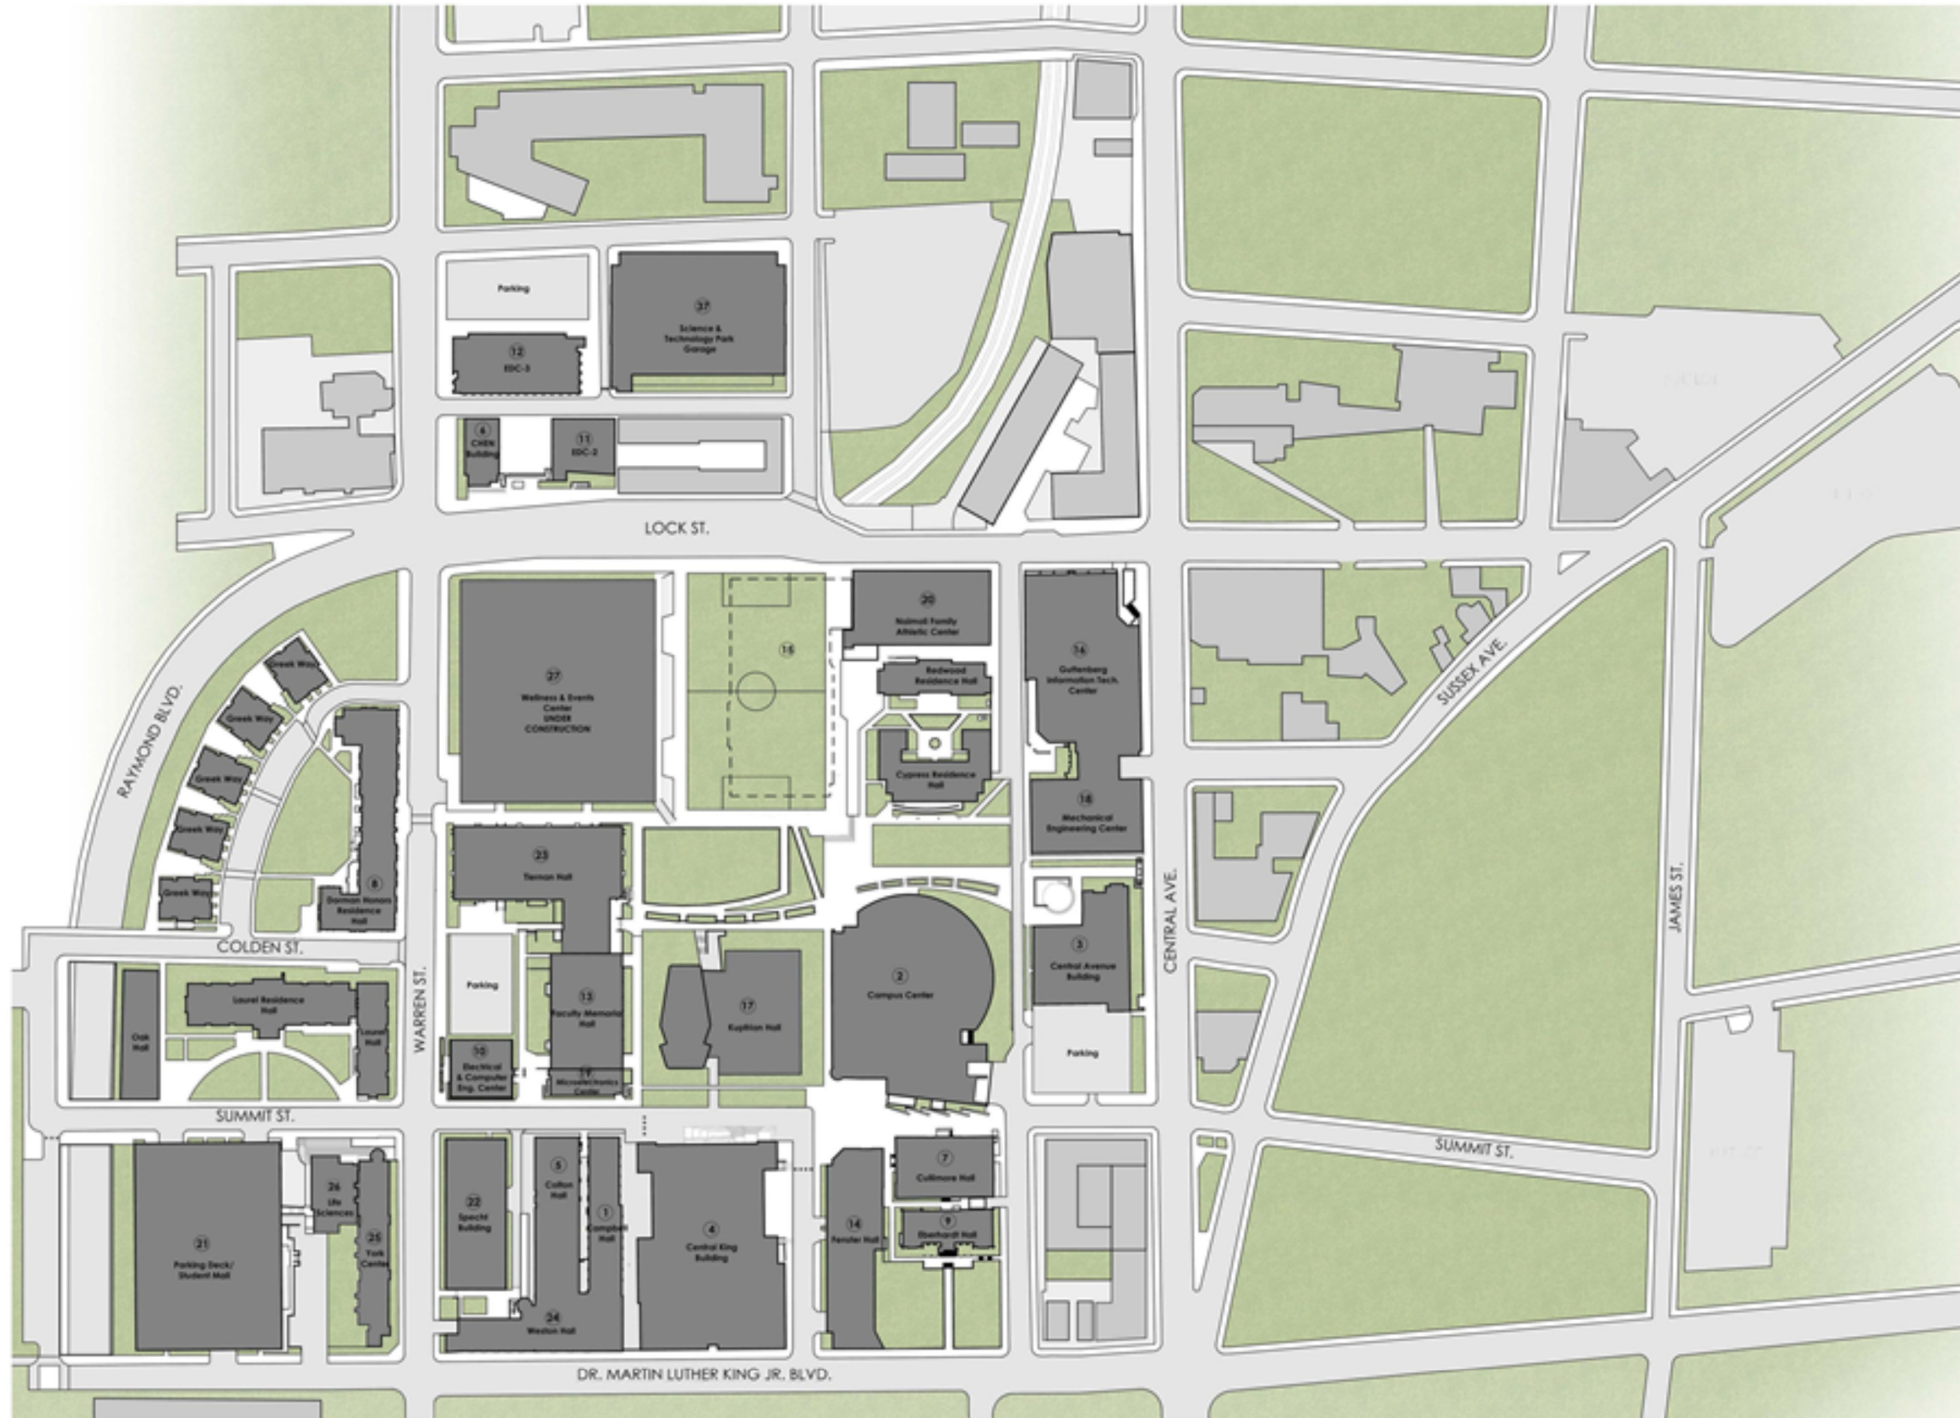 Parking
37
Science &
Technology Park
Garage
12
EDC-3
6
CHEN
Building
11
EDC-2
LOCK ST.
27
Wellness & Events
Center
UNDER
CONSTRUCTION
15
20
Naimoli Family
Athletic Center
Redwood
Residence Hall
Cypress Residence
Hall
16
Guttenberg
Information Tech.
Center
18
Mechanical
Engineering Center
SUSSEX AVE.
RAYMOND BLVD.
Greek Way
Greek Way
Greek Way
Greek Way
Greek Way
8
Dorman Honors
Residence
Hall
COLDEN ST.
WARREN ST.
23
Tiernan Hall
Parking
13
Faculty Memorial
Hall
10
Electrical
& Computer
Eng. Center
19
Microelectronics
Center
17
Kupfrian Hall
2
Campus Center
3
Central Avenue
Building
Parking
CENTRAL AVE.
JAMES ST.
Laurel Residence
Hall
Laurel
Hall
Oak
Hall
SUMMIT ST.
SUMMIT ST.
21
Parking Deck/
Student Mall
26
Life
Sciences
25
York
Center
22
Specht
Building
5
Colton
Hall
1
Campbell
Hall
24
Weston Hall
4
Central King
Building
14
Fenster Hall
7
Cullimore Hall
9
Eberhardt Hall
DR. MARTIN LUTHER KING JR. BLVD.